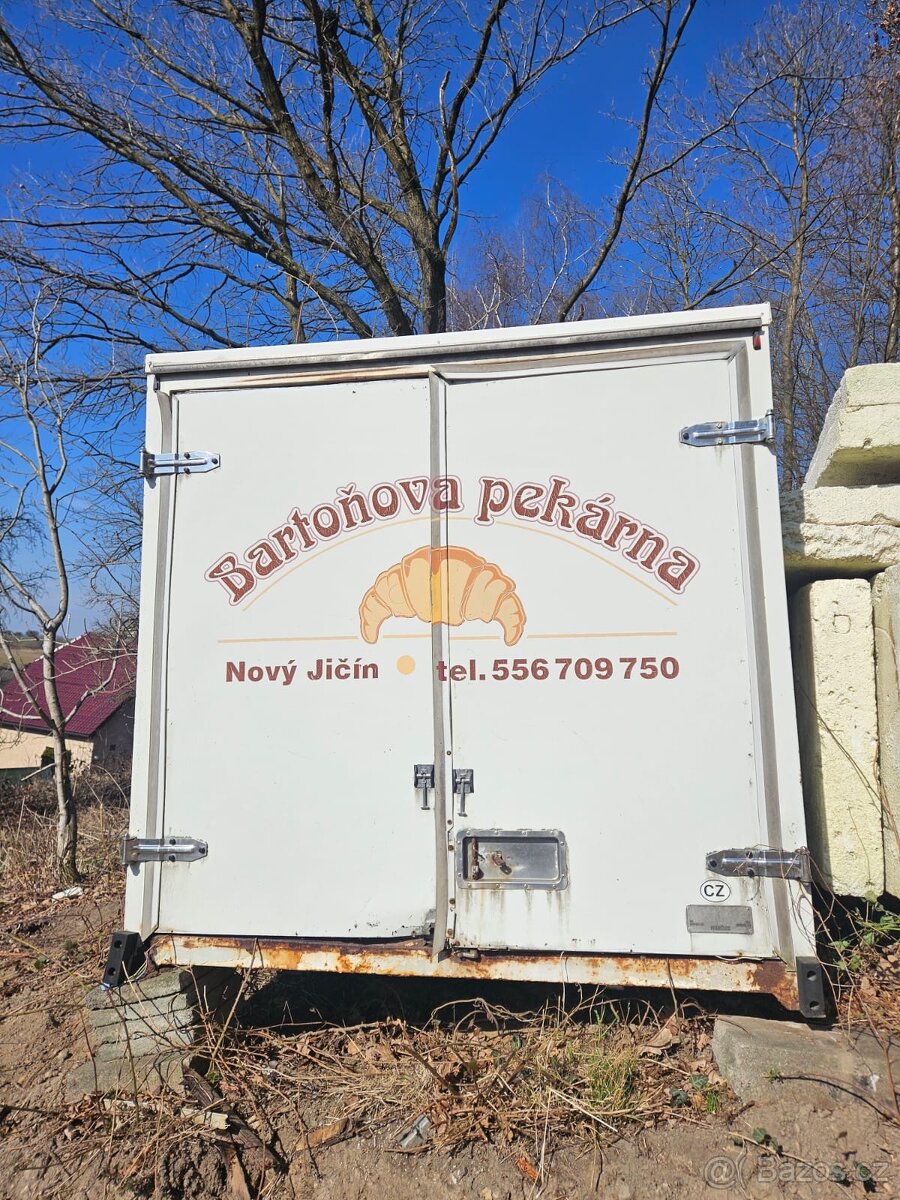 Bartoňova pekárna
Nový Jičín • tel. 556 709 750
CZ
Bazos.cz